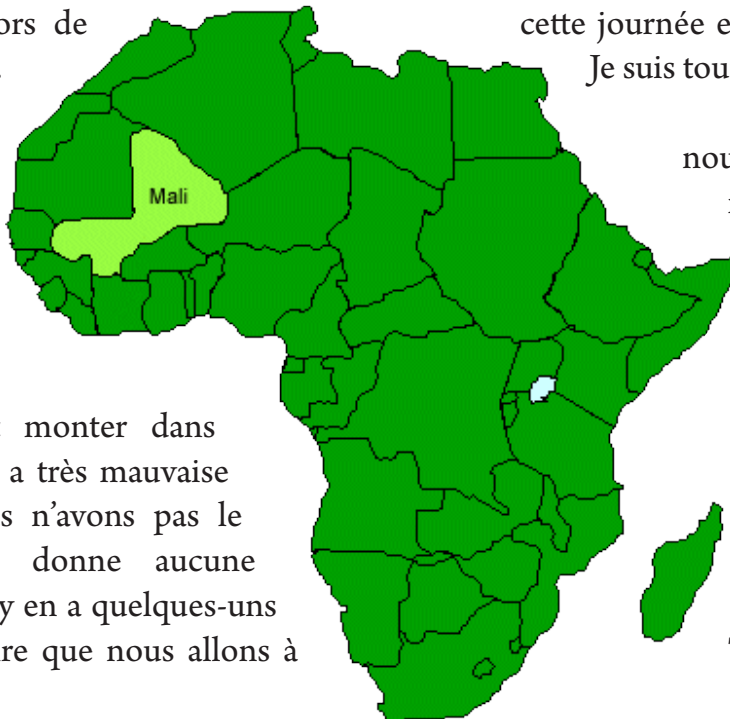 ors de
Mali
monter dans
a très mauvaise
s n'avons pas le
donne aucune
y en a quelques-uns
ire que nous allons à
cette journée e
Je suis tou
nou